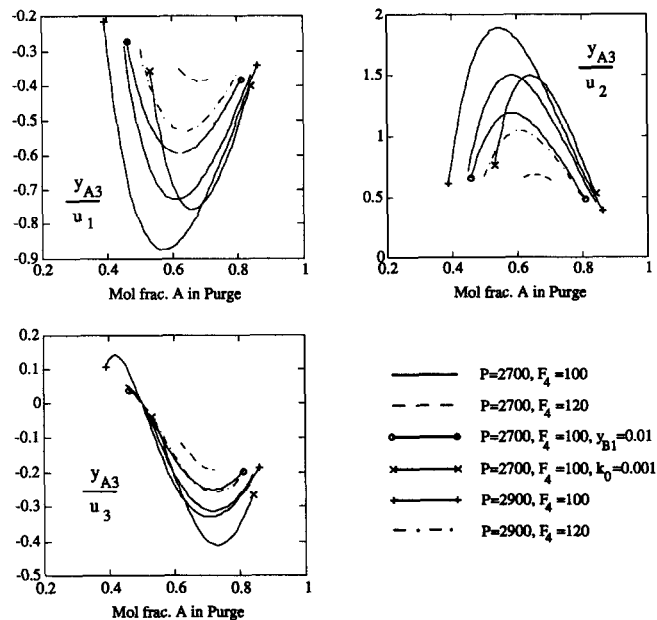 -0.2
-0.3
-0.4
-0.5
-0.6
-0.7
-0.8
-0.9
y_A3
u_1
0.2 0.4 0.6 0.8 1
Mol frac. A in Purge
2
1.5
1
0.5
0
y_A3
u_2
0.2 0.4 0.6 0.8 1
Mol frac. A in Purge
0.2
0.1
0
-0.1
-0.2
-0.3
-0.4
-0.5
y_A3
u_3
0.2 0.4 0.6 0.8 1
Mol frac. A in Purge
P=2700, F_4 =100
P=2700, F_4 =120
P=2700, F_4 =100, y_B1=0.01
P=2700, F_4 =100, k_0=0.001
P=2900, F_4 =100
P=2900, F_4 =120